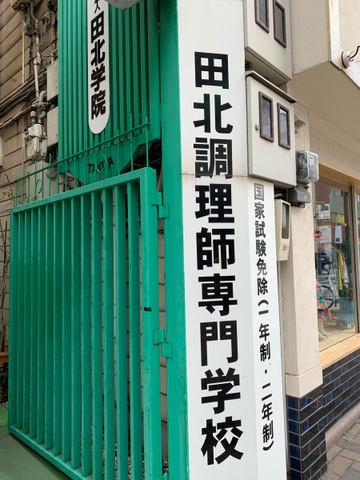 田北学院
田北調理師専門学校
国家試験免除(一年制・二年制)